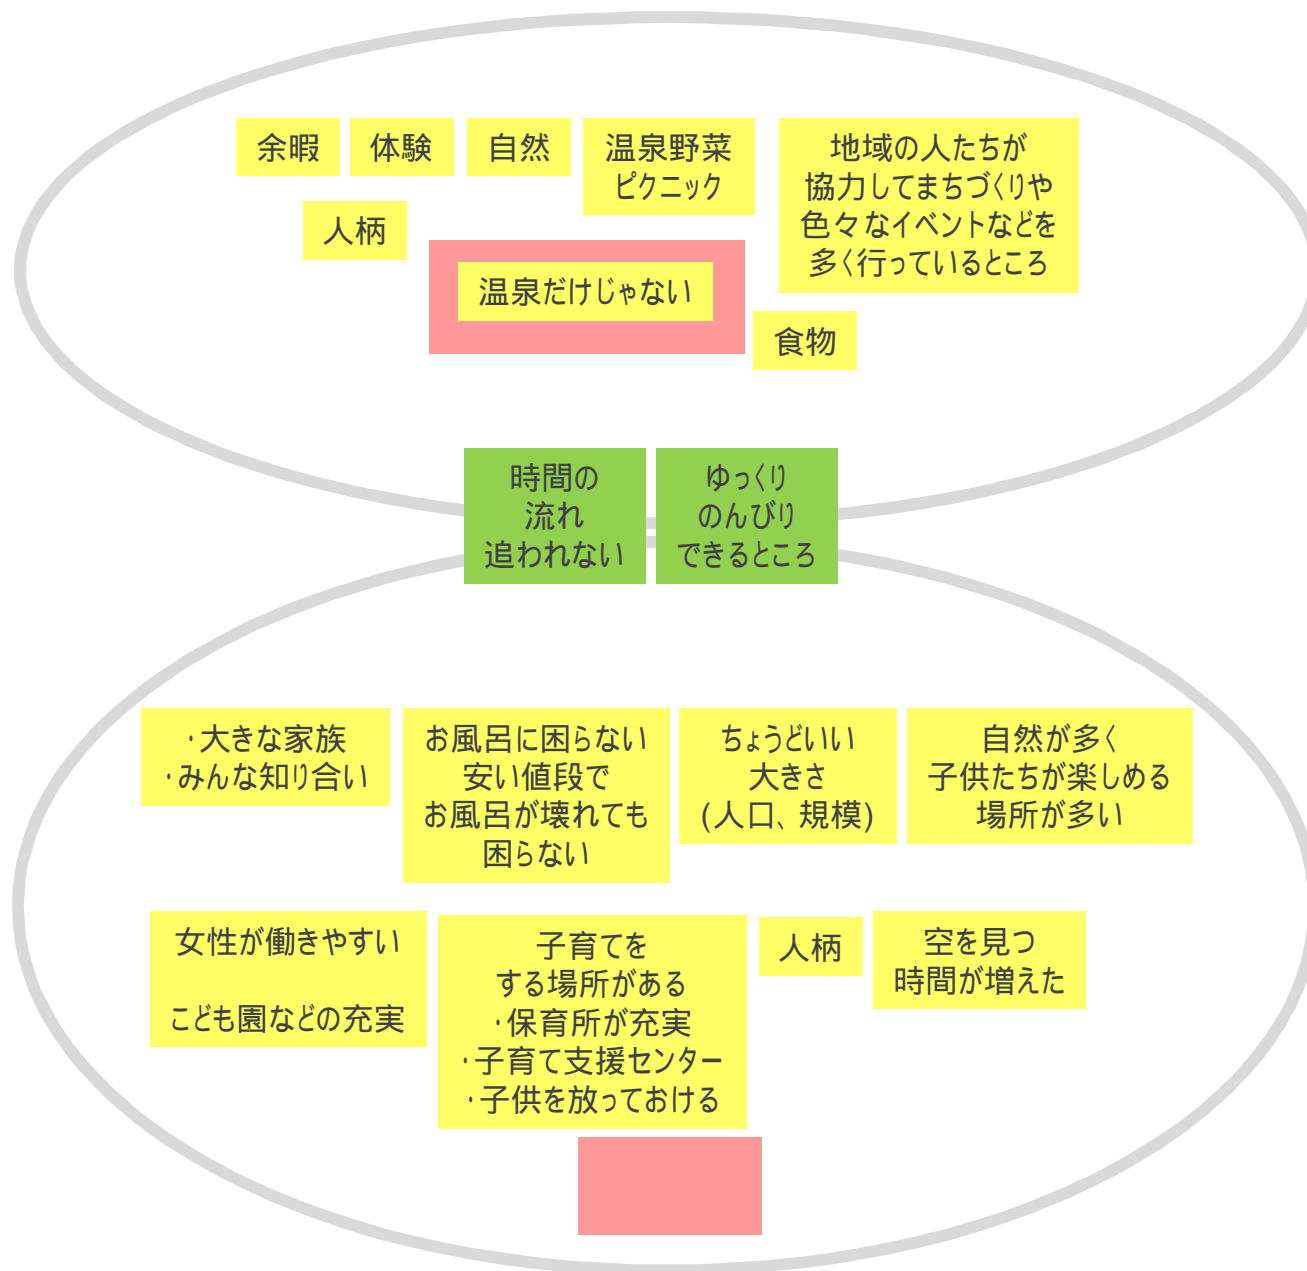 余暇
体験
自然
温泉野菜
ピクニック
地域の人たちが
協力してまちづくりや
色々なイベントなどを
多く行っているところ
人柄
温泉だけじゃない
食物
時間の
流れ
追われない
ゆっくり
のんびり
できるところ
・大きな家族
・みんな知り合い
お風呂に困らない
安い値段で
お風呂が壊れても
困らない
ちょうどいい
大きさ
(人口、規模)
自然が多く
子供たちが楽しめる
場所が多い
女性が働きやすい
こども園などの充実
子育てを
する場所がある
・保育所が充実
・子育て支援センター
・子供を放っておける
人柄
空を見つ
時間が増えた